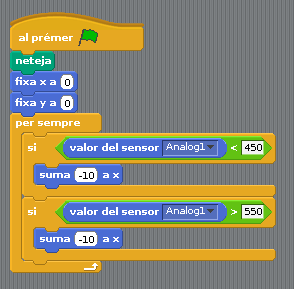 al prémer
neteja
fixa x a 0
fixa y a 0
per sempre
si valor del sensor Analog1 < 450
suma -10 a x
si valor del sensor Analog1 > 550
suma -10 a x